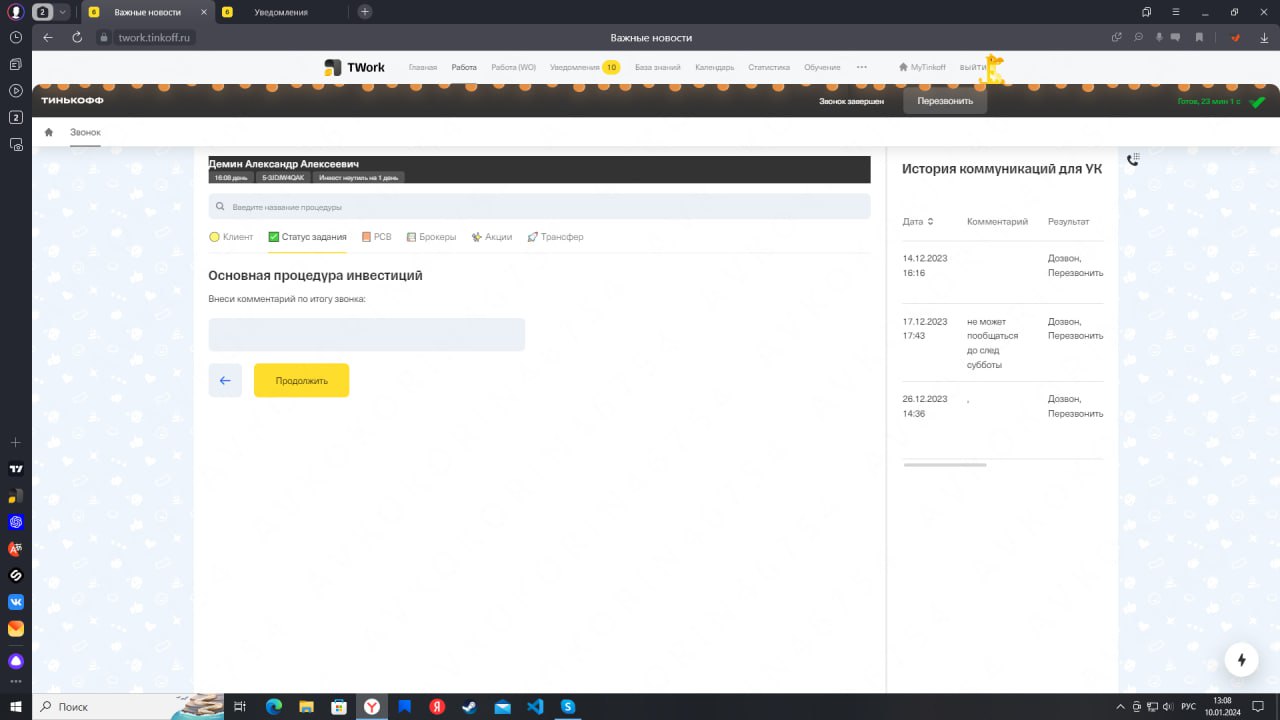 2
6
Важные новости
6
Уведомления
twork.tinkoff.ru
Важные новости
TWork
Главная
Работа
Работа (WO)
Уведомления
10
База знаний
Календарь
Статистика
Обучение
MyTinkoff
ВЫЙТИ
ТИНЬКОФФ
Звонок завершен
Перезвонить
Готов, 23 мин 1 с
Звонок
Демин Александр Алексеевич
16:08 день
5-3JDJW4QAK
Инвест неутиль на 1 день
Введите название процедуры
Клиент
Статус задания
РСВ
Брокеры
Акции
Трансфер
Основная процедура инвестиций
Внеси комментарий по итогу звонка:
Продолжить
История коммуникаций для УК
Дата
Комментарий
Результат
14.12.2023
16:16
Дозвон,
Перезвонить
17.12.2023
17:43
не может
пообщаться
до след
субботы
Дозвон,
Перезвонить
26.12.2023
14:36
,
Дозвон,
Перезвонить
2
Поиск
РУС
13:08
10.01.2024